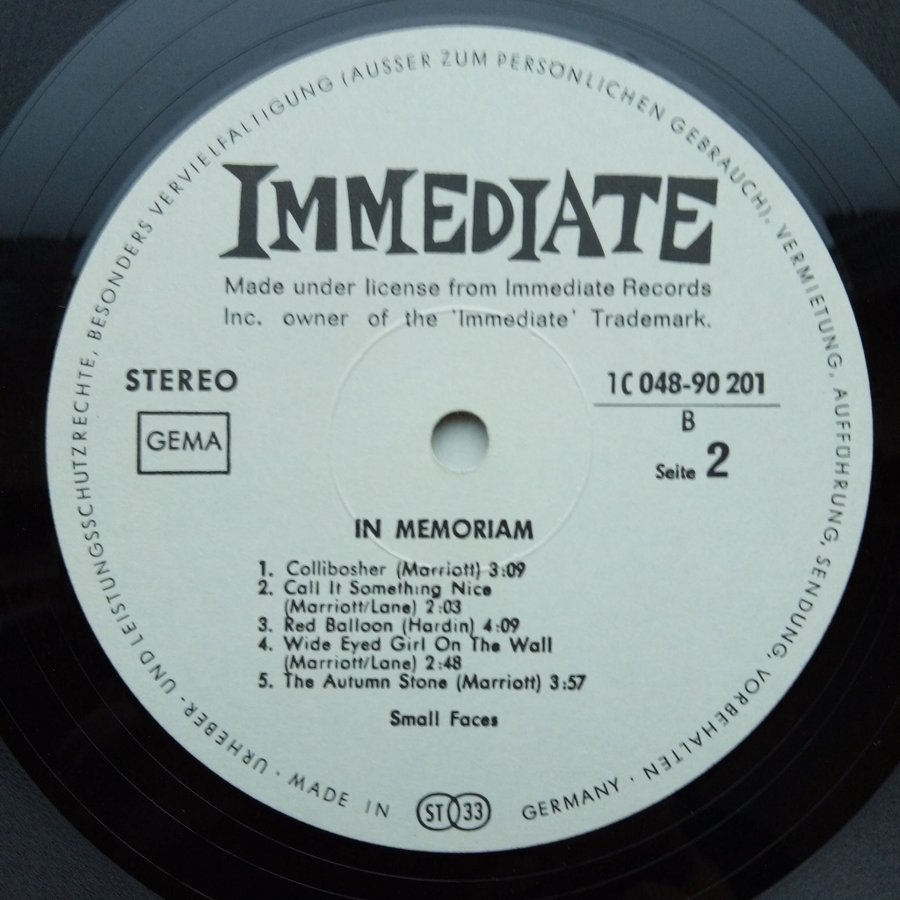 URHEBER- UND LEISTUNGSSCHUTZRECHTE, BESONDERS VERVIELFALTIGUNG (AUSSER ZUM PERSÖNLICHEN GEBRAUCH), VERMIETUNG, AUFFÜHRUNG, SENDUNG, VORBEHALTEN ·
IMMEDIATE
Made under license from Immediate Records
Inc. owner of the 'Immediate' Trademark.
STEREO
GEMA
1C 048-90 201
B
Seite 2
IN MEMORIAM
1. Collibosher (Marriott) 3:09
2. Call It Something Nice
(Marriott/Lane) 2:03
3. Red Balloon (Hardin) 4:09
4. Wide Eyed Girl On The Wall
(Marriott/Lane) 2:48
5. The Autumn Stone (Marriott) 3:57
Small Faces
· MADE IN GERMANY ·
ST 33